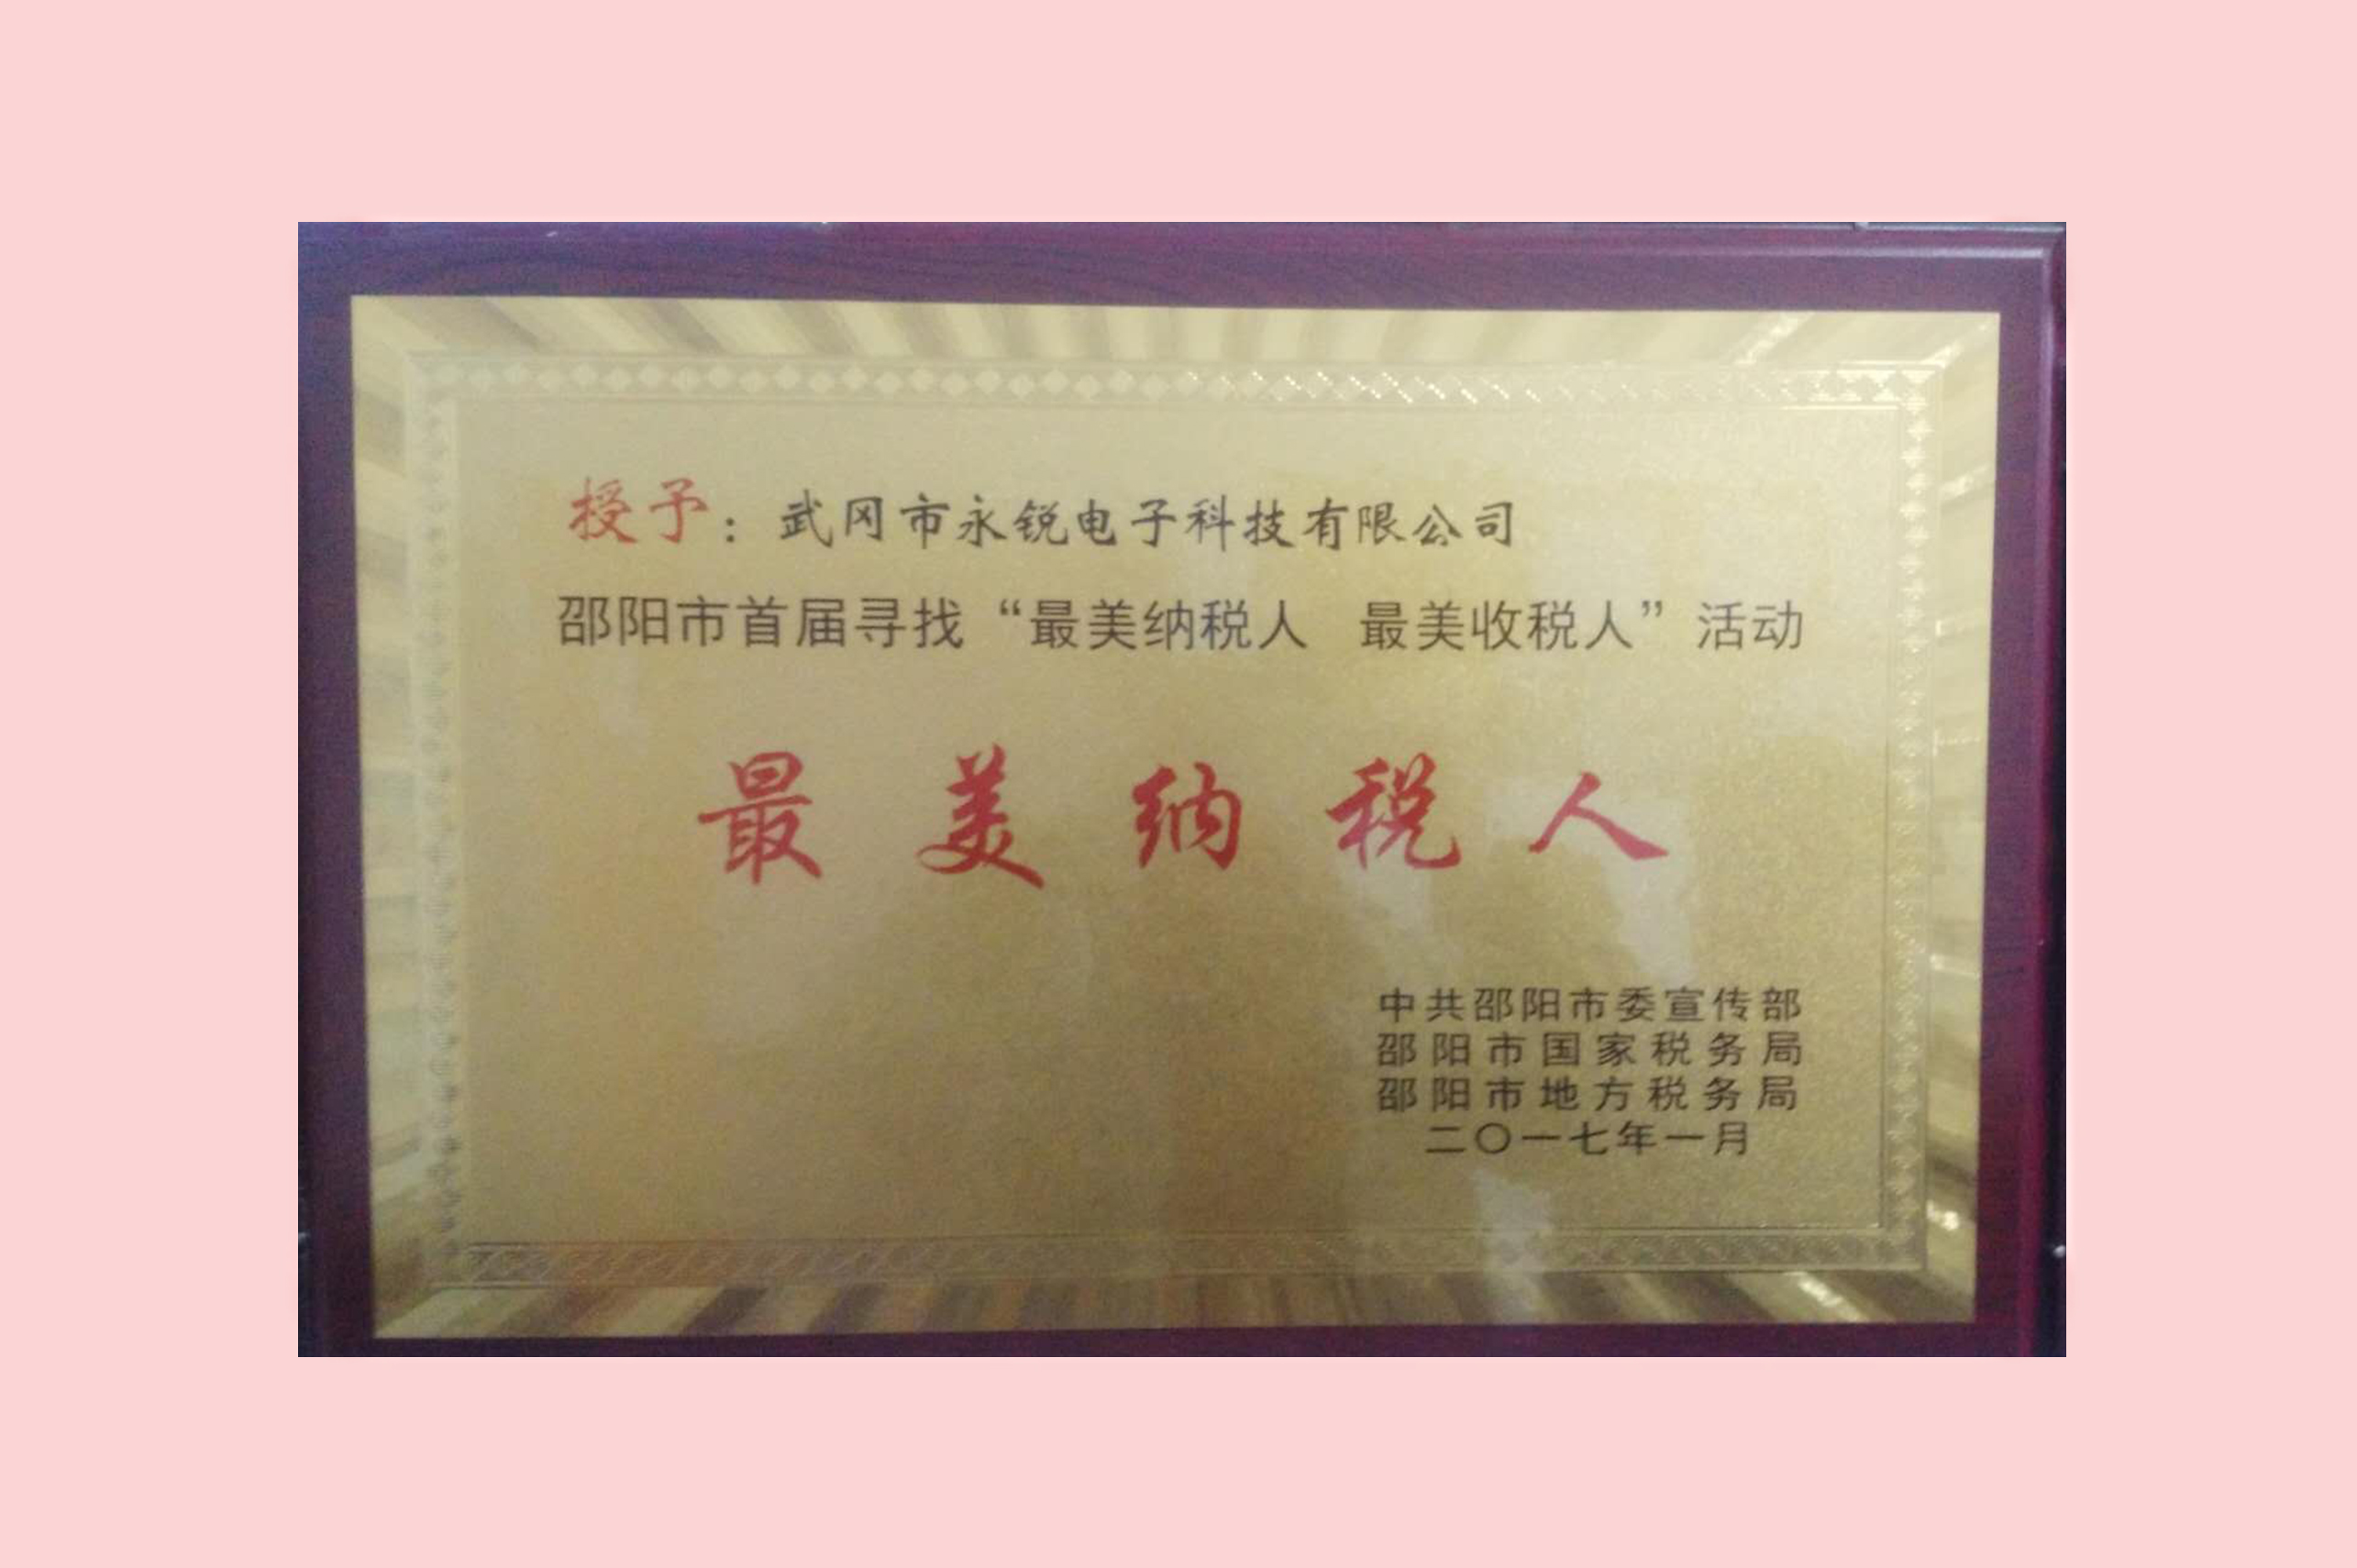 授予：武冈市永锐电子科技有限公司
邵阳市首届寻找“最美纳税人 最美收税人”活动
最美纳税人
中共邵阳市委宣传部
邵阳市国家税务局
邵阳市地方税务局
二〇一七年一月